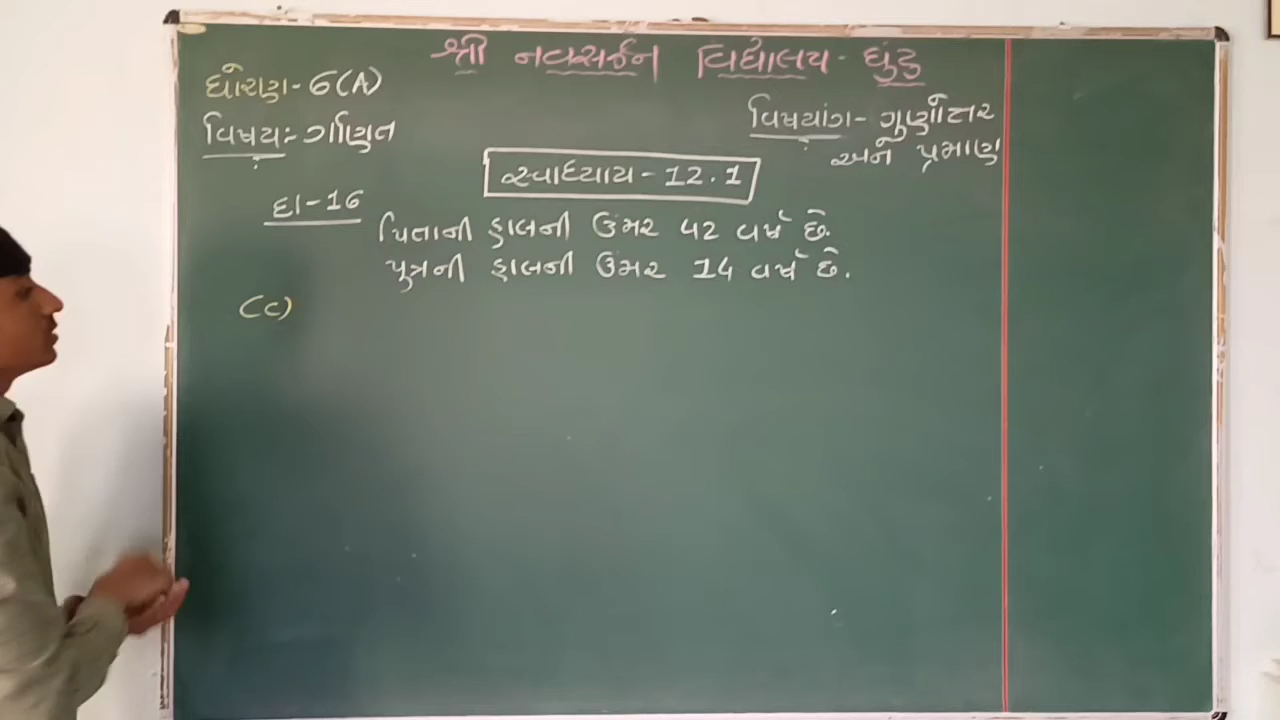 શ્રી નવસર્જન વિદ્યાલય - ઘુંટુ
ધોરણ - 6(A)
વિષય:- ગણિત
વિષયાંગ - ગુણોત્તર
અને પ્રમાણ
સ્વાધ્યાય - 12.1
દા-16
પિતાની હાલની ઉંમર 42 વર્ષ છે.
પુત્રની હાલની ઉંમર 14 વર્ષ છે.
(c)